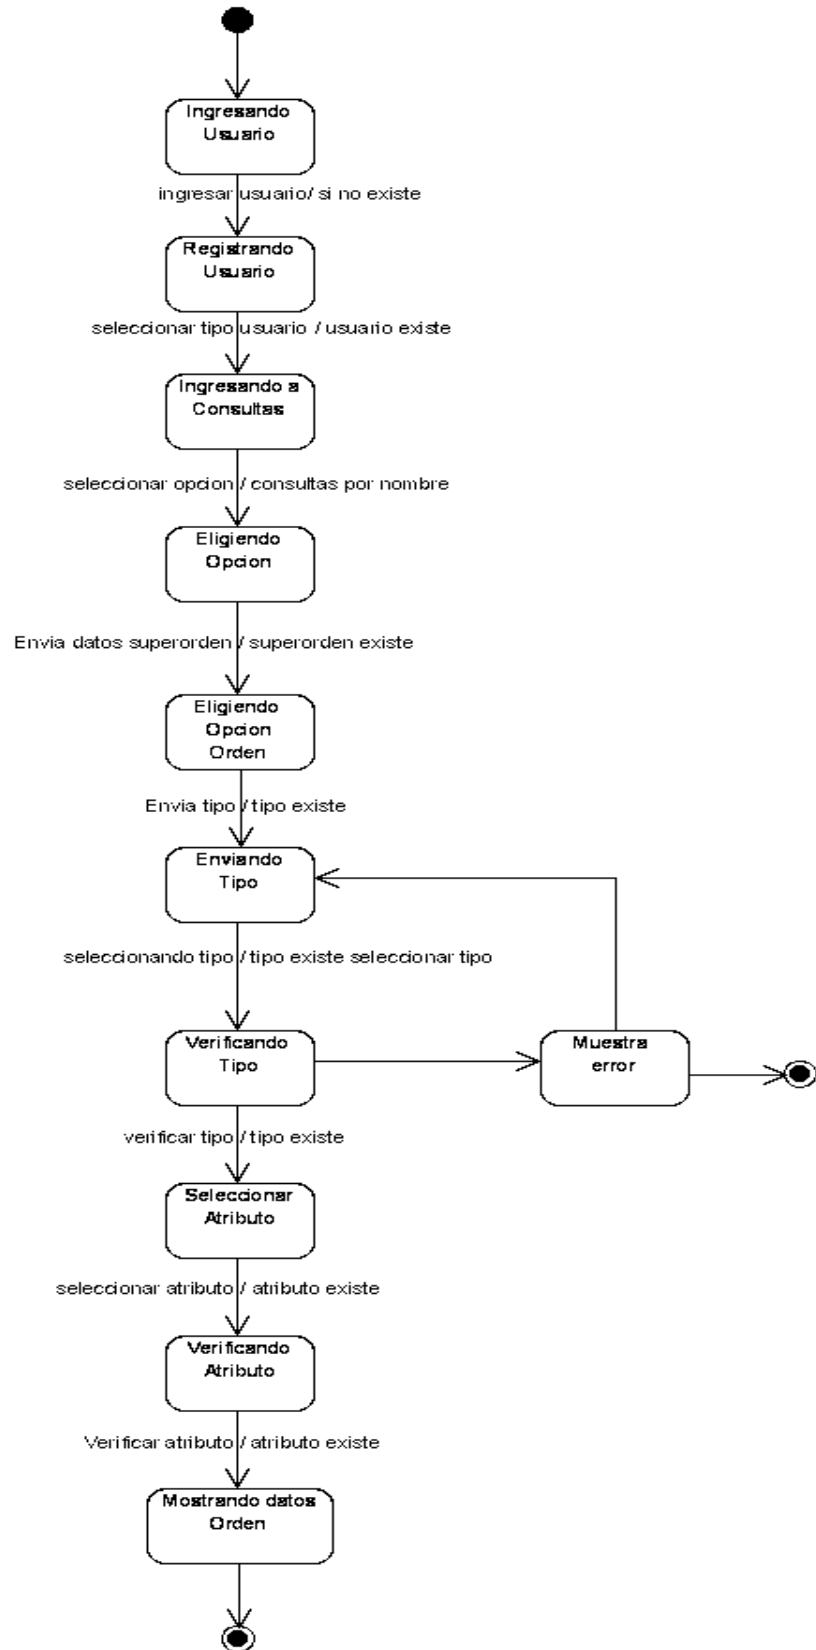 Ingresando
Usuario
ingresar usuario/ si no existe
Registrando
Usuario
seleccionar tipo usuario / usuario existe
Ingresando a
Consultas
seleccionar opcion / consultas por nombre
Eligiendo
Opcion
Envia datos superorden / superorden existe
Eligiendo
Opcion
Orden
Envia tipo / tipo existe
Enviando
Tipo
seleccionando tipo / tipo existe seleccionar tipo
Verificando
Tipo
Muestra
error
verificar tipo / tipo existe
Seleccionar
Atributo
seleccionar atributo / atributo existe
Verificando
Atributo
Verificar atributo / atributo existe
Mostrando datos
Orden